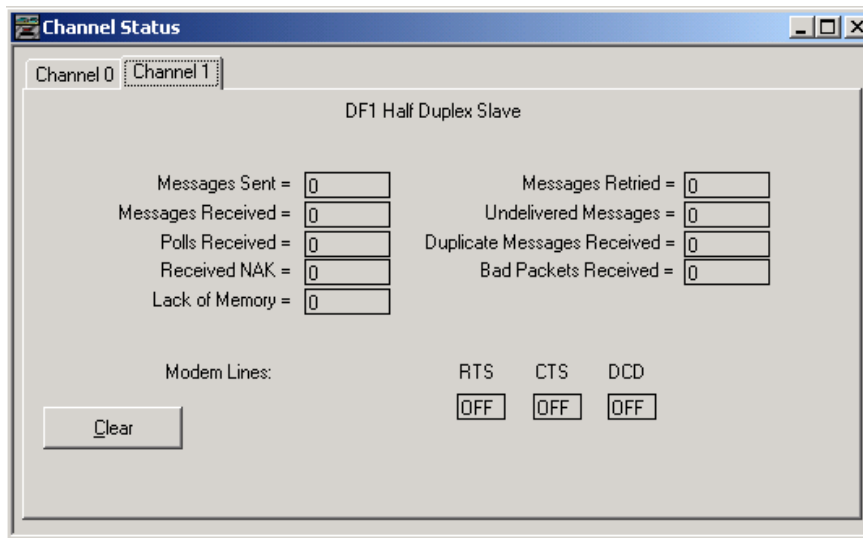 Channel Status
Channel 0 Channel 1
DF1 Half Duplex Slave
Messages Sent = 0 Messages Retried = 0
Messages Received = 0 Undelivered Messages = 0
Polls Received = 0 Duplicate Messages Received = 0
Received NAK = 0 Bad Packets Received = 0
Lack of Memory = 0
Modem Lines: RTS CTS DCD
OFF OFF OFF
Clear